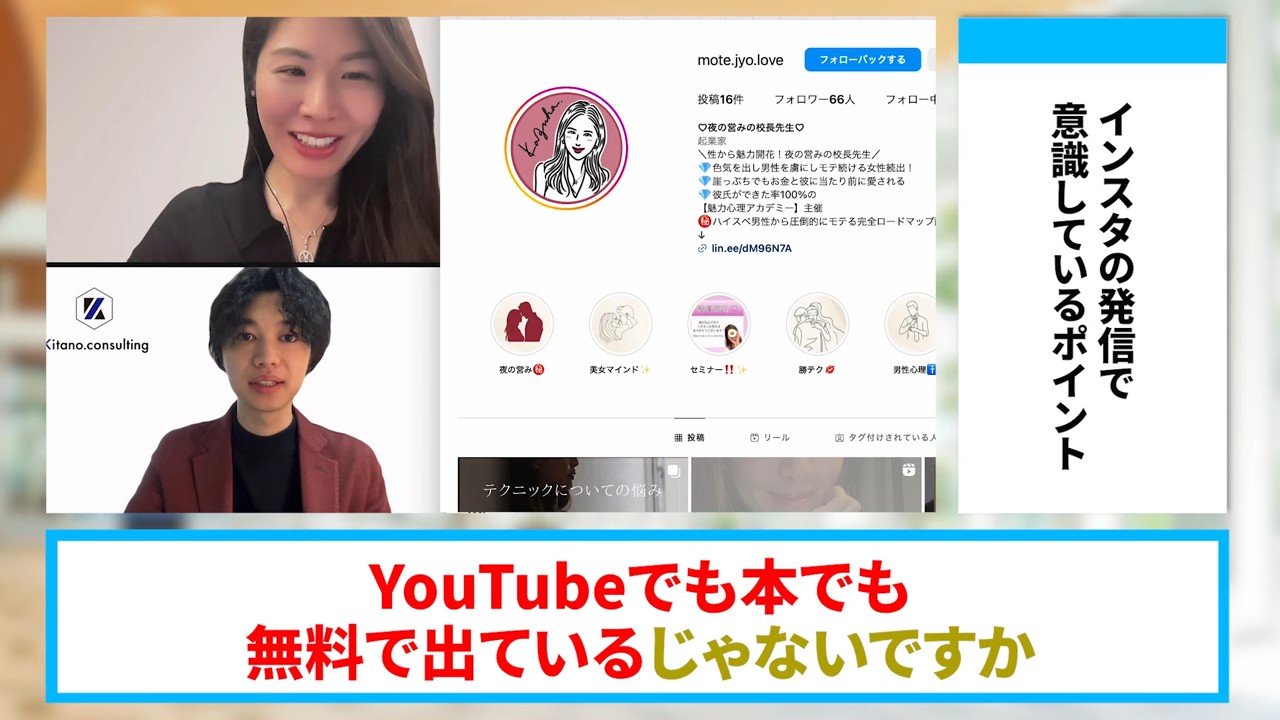 mote.jyo.love
フォローバックする
投稿16件
フォロワー66人
フォロー中
♡夜の営みの校長先生♡
起業家
＼性から魅力開花！夜の営みの校長先生／
💎色気を出し男性を虜にしモテ続ける女性続出！
💎崖っぷちでもお金と彼に当たり前に愛される
💎彼氏ができた率100%の
【魅力心理アカデミー】主催
㊙ハイスペ男性から圧倒的にモテる完全ロードマップ
↓
lin.ee/dM96N7A
Kazuha.
夜の営み㊙
美女マインド✨
セミナー‼️✨
勝テク💋
男性心理
投稿
リール
タグ付けされている人
テクニックについての悩み
Kitano.consulting
インスタの発信で
意識しているポイント
YouTubeでも本でも
無料で出ているじゃないですか